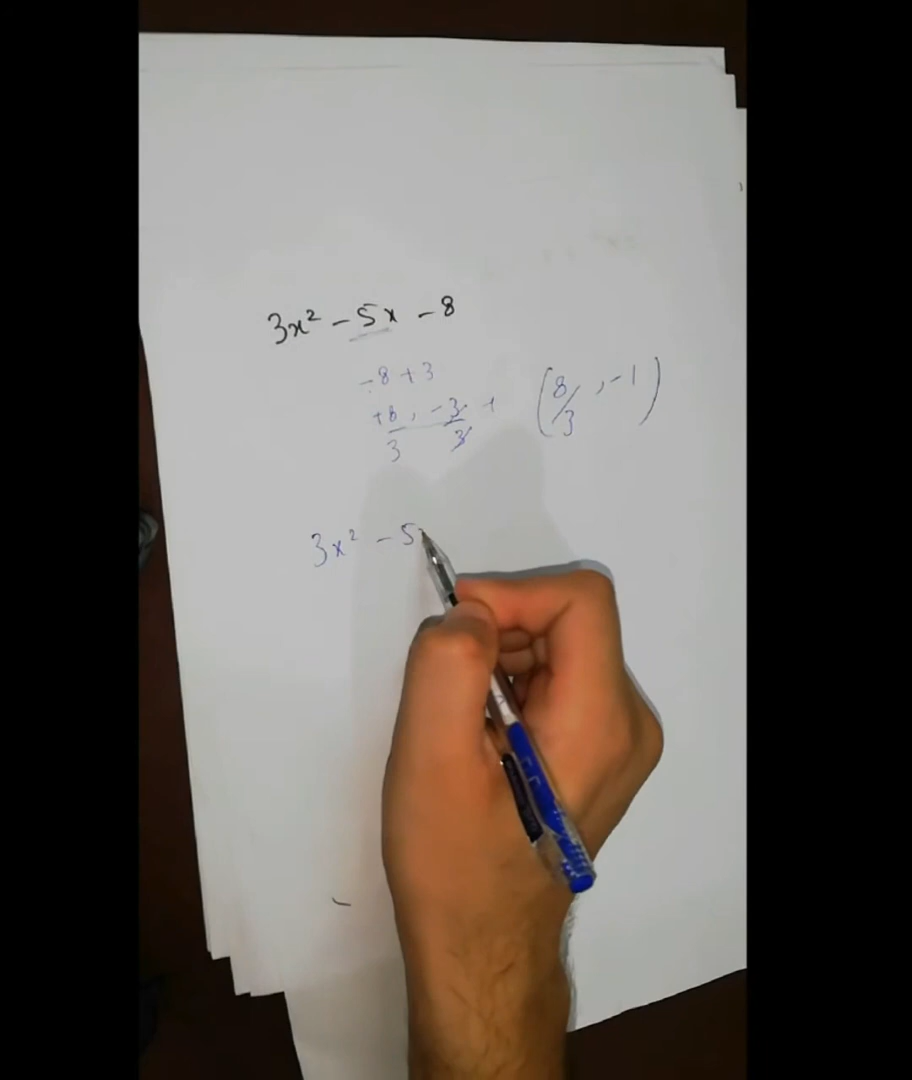 3x² - 5x - 8
-8 + 3
+8, -3
3 3
(8/3, -1)
3x² - 5